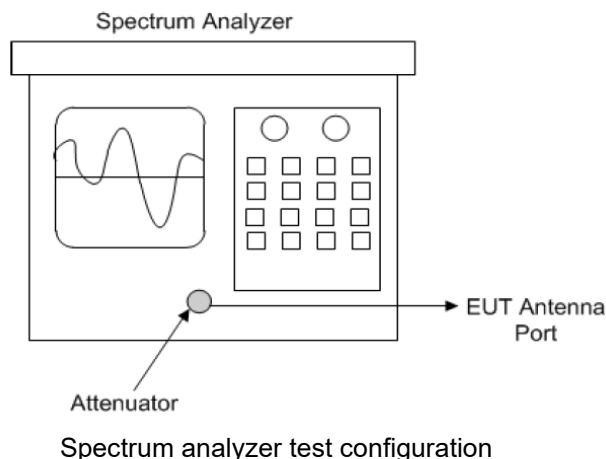 Spectrum Analyzer
EUT Antenna
Port
Attenuator
Spectrum analyzer test configuration